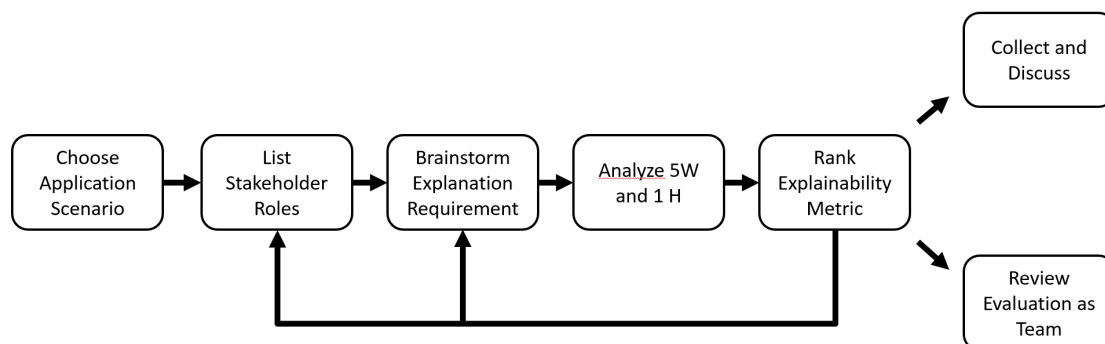 Choose
Application
Scenario
List
Stakeholder
Roles
Brainstorm
Explanation
Requirement
Analyze 5W
and 1 H
Rank
Explainability
Metric
Collect and
Discuss
Review
Evaluation as
Team